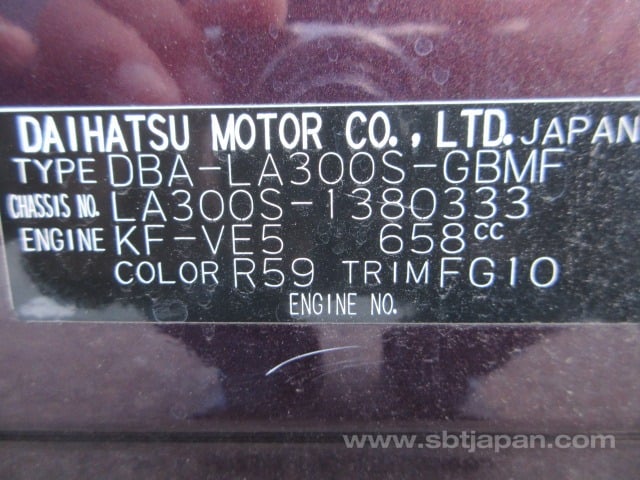 DAIHATSU MOTOR CO., LTD. JAPAN
TYPE DBA-LA300S-GBMF
CHASSIS NO. LA300S-1380333
ENGINE KF-VE5 658cc
COLOR R59 TRIM FG10
ENGINE NO.
www.sbtjapan.com